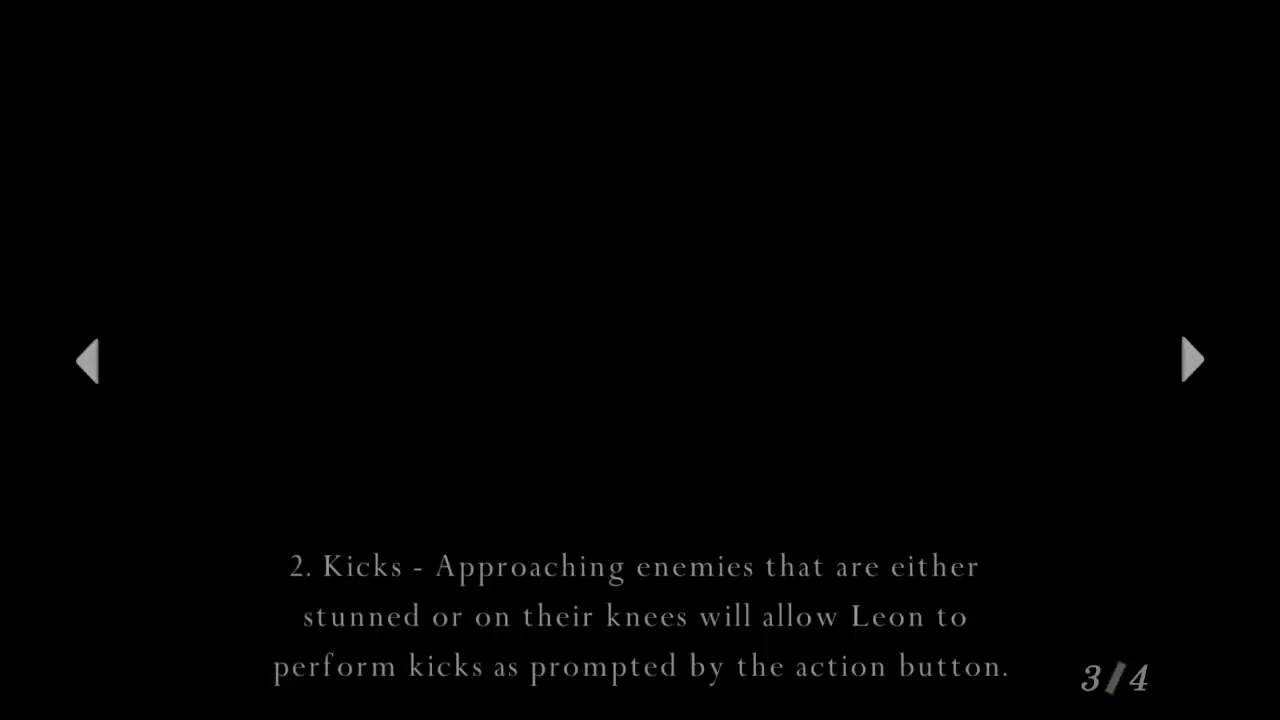 2. Kicks - Approaching enemies that are either
stunned or on their knees will allow Leon to
perform kicks as prompted by the action button.
3/4